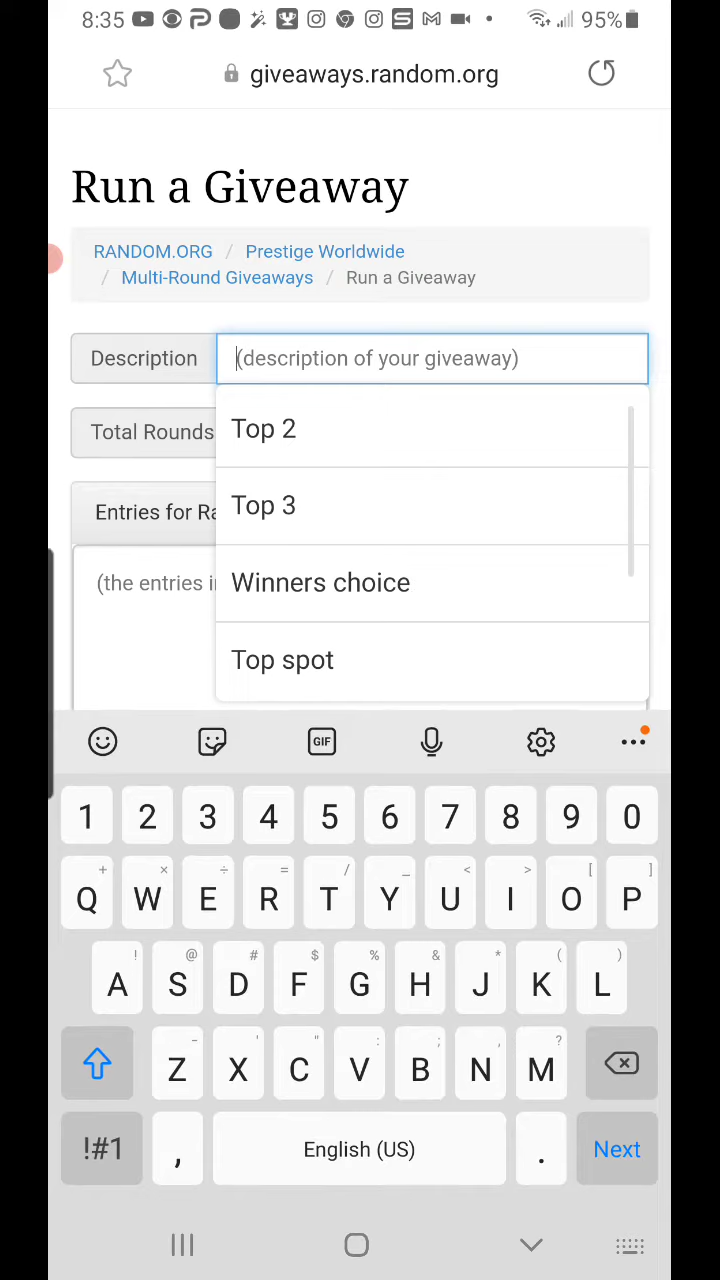 8:35 95%
giveaways.random.org
Run a Giveaway
RANDOM.ORG / Prestige Worldwide
/ Multi-Round Giveaways / Run a Giveaway
Description (description of your giveaway)
Top 2
Total Rounds
Top 3
Entries for Ra
Winners choice
(the entries i
Top spot
GIF
1 2 3 4 5 6 7 8 9 0
+ × ÷ = / _ < > [ ]
Q W E R T Y U I O P
! @ # $ % & * ( )
A S D F G H J K L
- ' " : ; , ?
Z X C V B N M
!#1 , English (US) . Next